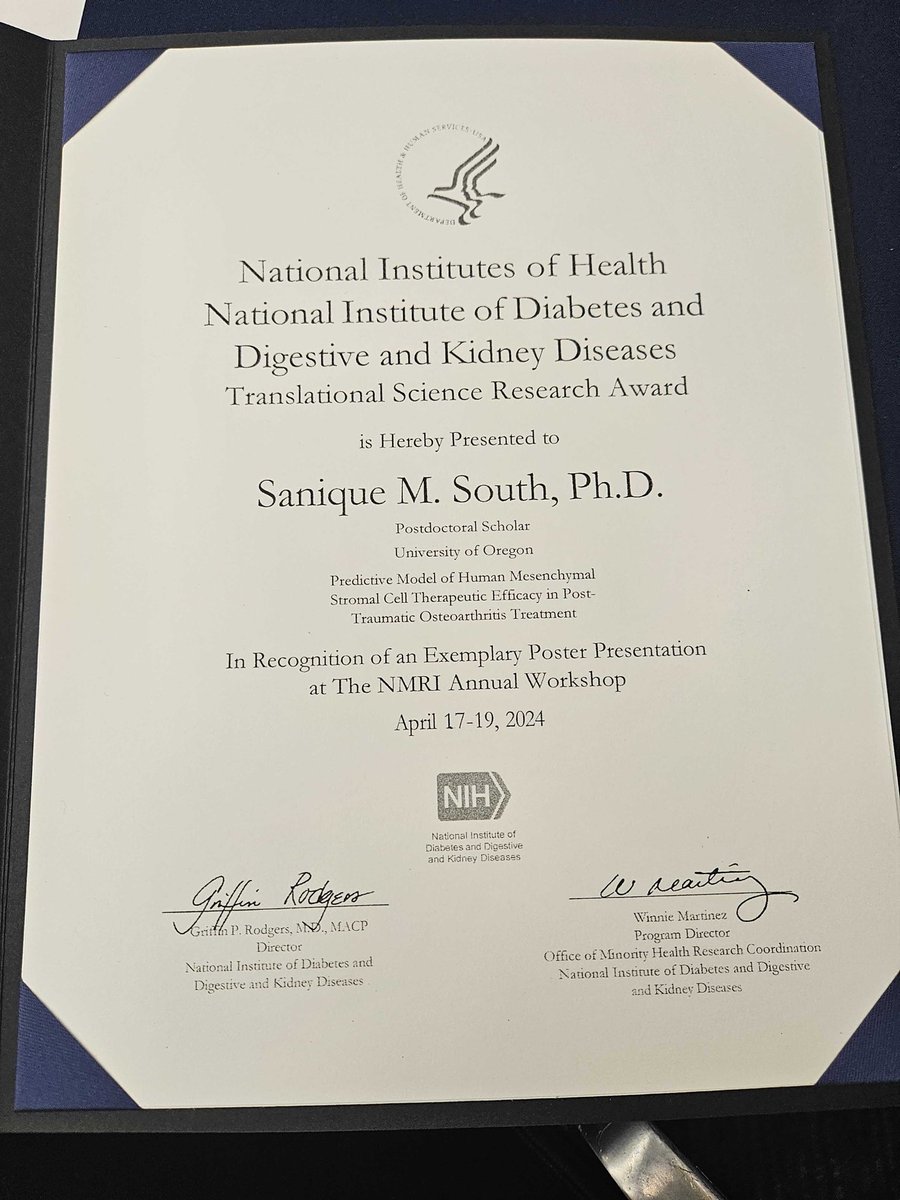 DEPARTMENT OF HEALTH & HUMAN SERVICES·USA
National Institutes of Health
National Institute of Diabetes and
Digestive and Kidney Diseases
Translational Science Research Award
is Hereby Presented to
Sanique M. South, Ph.D.
Postdoctoral Scholar
University of Oregon
Predictive Model of Human Mesenchymal
Stromal Cell Therapeutic Efficacy in Post-
Traumatic Osteoarthritis Treatment
In Recognition of an Exemplary Poster Presentation
at The NMRI Annual Workshop
April 17-19, 2024
NIH
National Institute of
Diabetes and Digestive
and Kidney Diseases
Griffin Rodgers
Griffin P. Rodgers, M.D., MACP
Director
National Institute of Diabetes and
Digestive and Kidney Diseases
W Martinez
Winnie Martinez
Program Director
Office of Minority Health Research Coordination
National Institute of Diabetes and Digestive
and Kidney Diseases